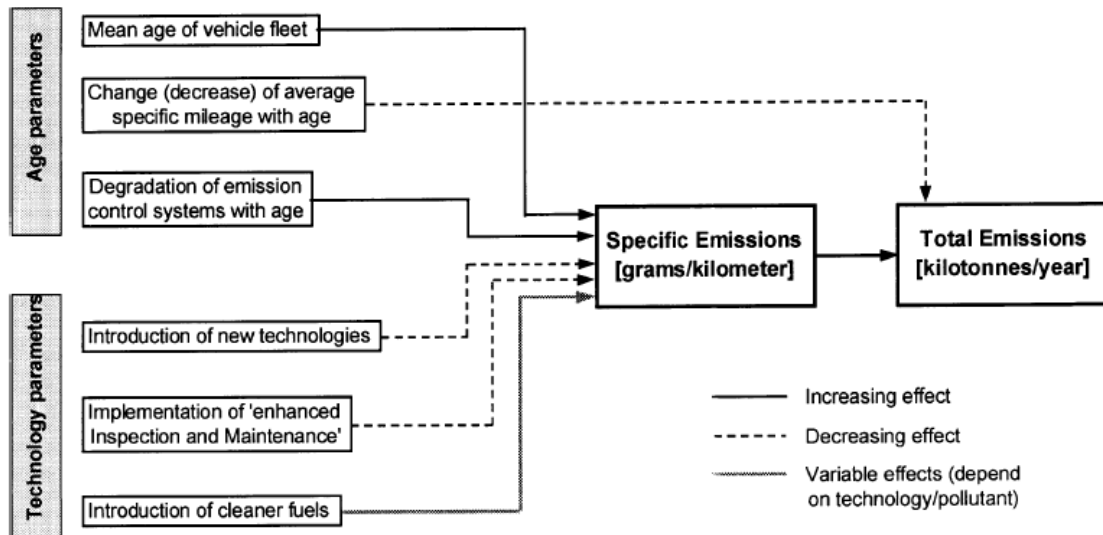 Age parameters
Mean age of vehicle fleet
Change (decrease) of average
specific mileage with age
Degradation of emission
control systems with age
Technology parameters
Introduction of new technologies
Implementation of 'enhanced
Inspection and Maintenance'
Introduction of cleaner fuels
Specific Emissions
[grams/kilometer]
Total Emissions
[kilotonnes/year]
Increasing effect
Decreasing effect
Variable effects (depend
on technology/pollutant)